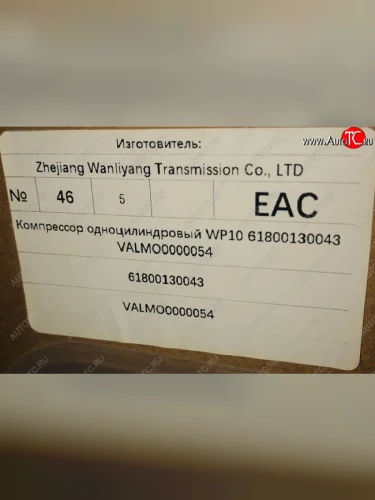 www.AutoTC.ru
Изготовитель:
Zhejiang Wanliyang Transmission Co., LTD
№ 46 5 EAC
Компрессор одноцилиндровый WP10 61800130043
VALMO0000054
61800130043
VALMO0000054